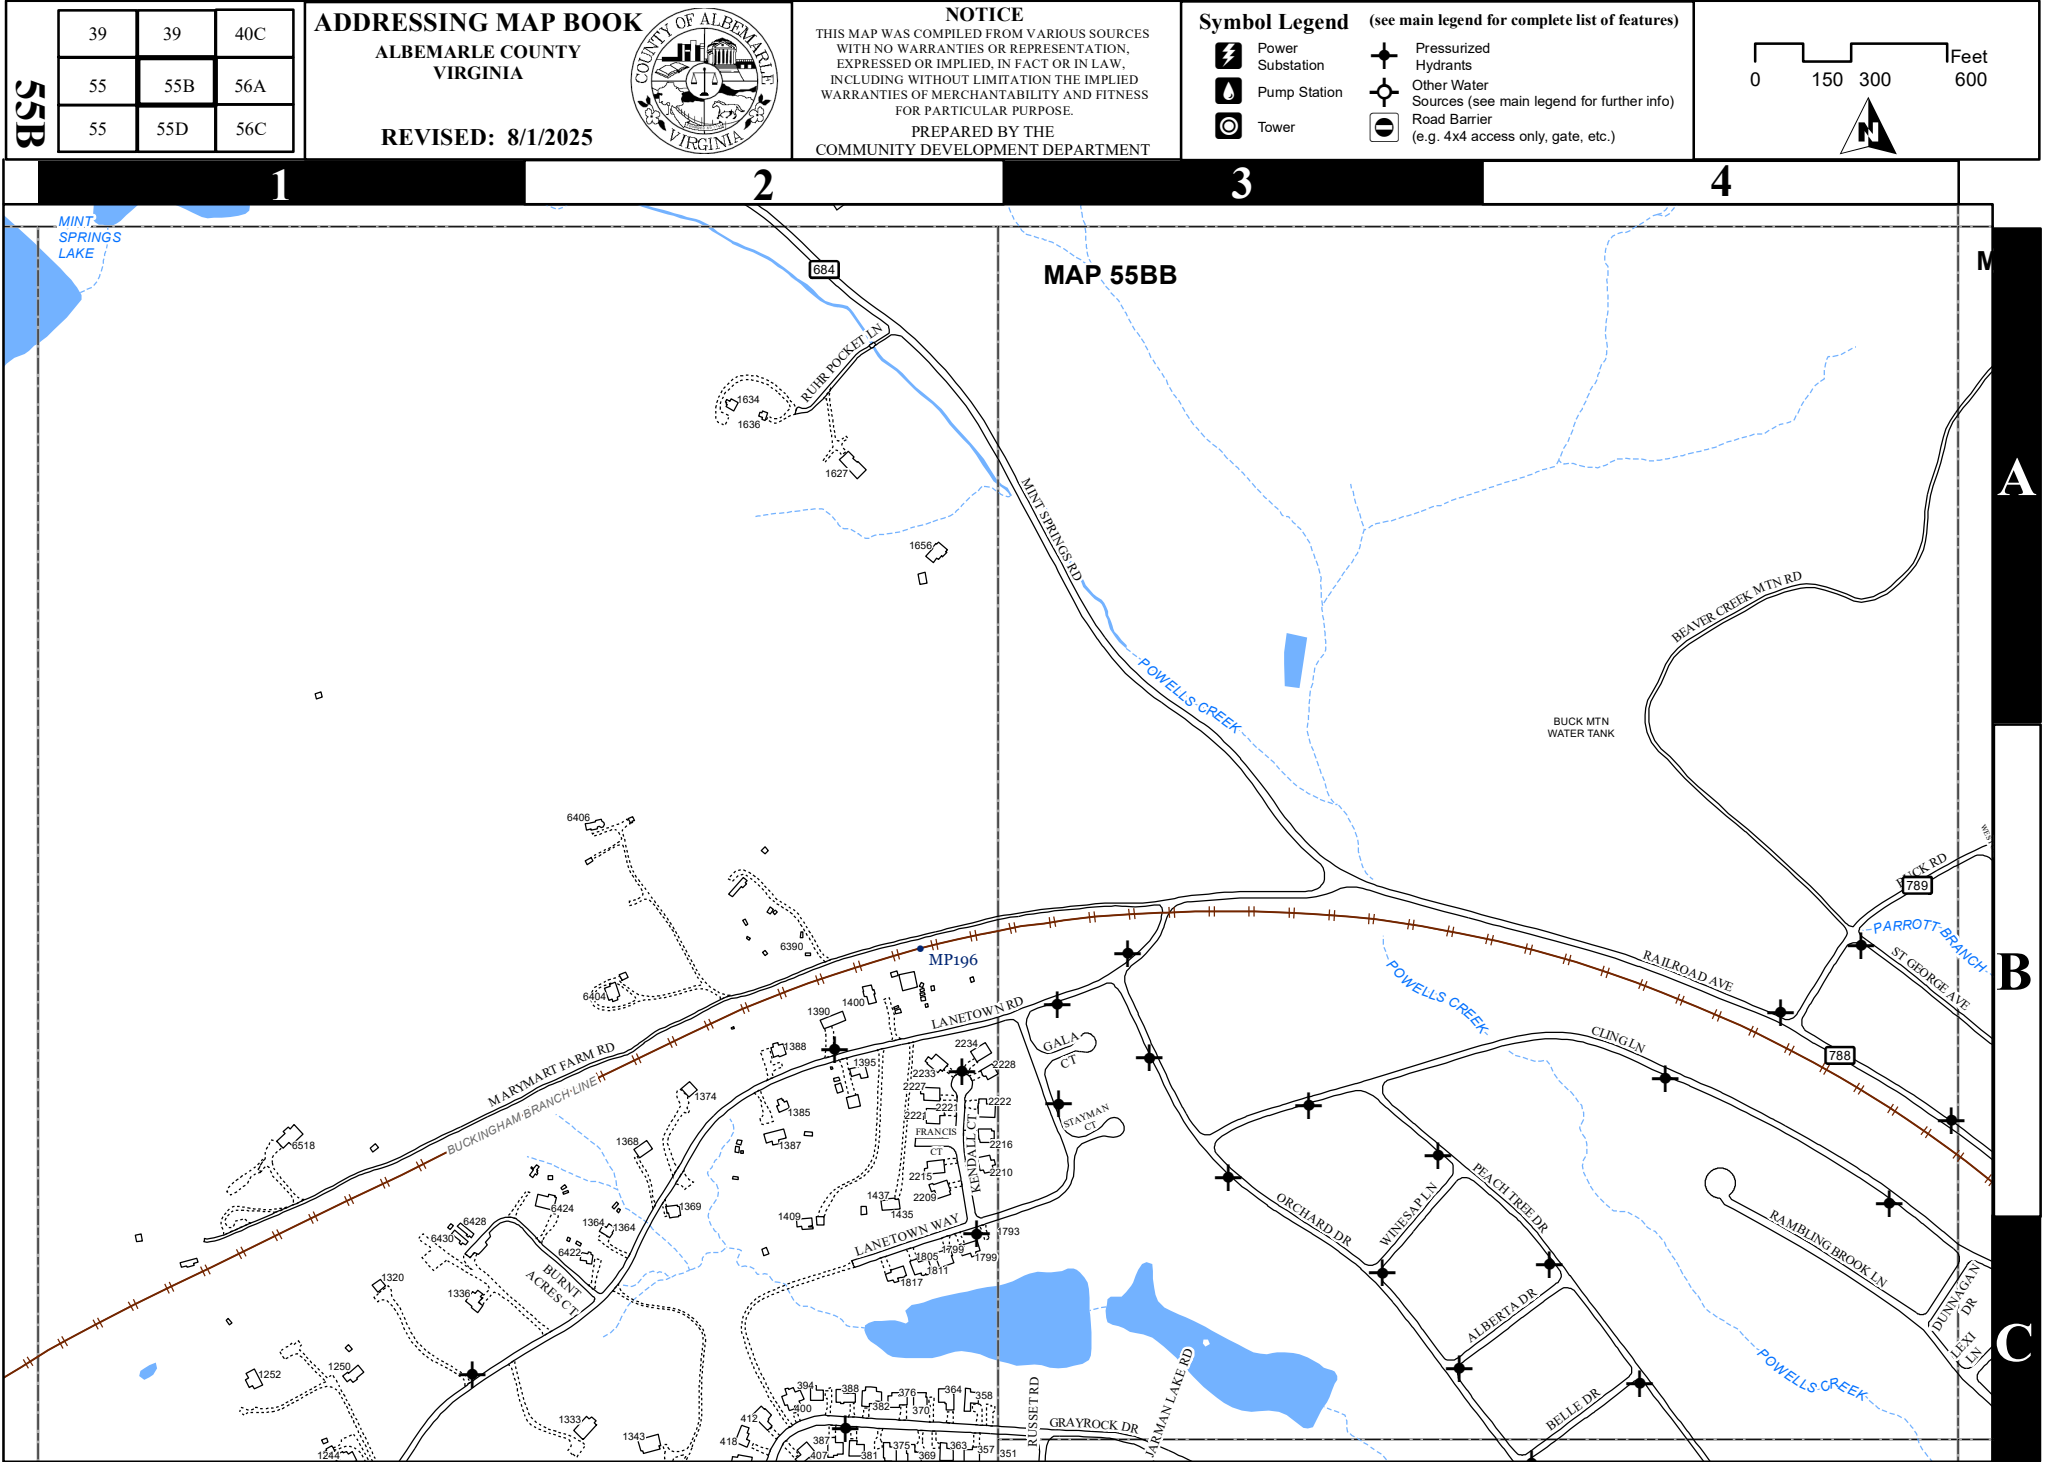 55B
39 39 40C
55 55B 56A
55 55D 56C
ADDRESSING MAP BOOK
ALBEMARLE COUNTY
VIRGINIA
REVISED: 8/1/2025
COUNTY OF ALBEMARLE
VIRGINIA
NOTICE
THIS MAP WAS COMPILED FROM VARIOUS SOURCES
WITH NO WARRANTIES OR REPRESENTATION,
EXPRESSED OR IMPLIED, IN FACT OR IN LAW,
INCLUDING WITHOUT LIMITATION THE IMPLIED
WARRANTIES OF MERCHANTABILITY AND FITNESS
FOR PARTICULAR PURPOSE.
PREPARED BY THE
COMMUNITY DEVELOPMENT DEPARTMENT
Symbol Legend (see main legend for complete list of features)
Power
Substation
Pump Station
Tower
Pressurized
Hydrants
Other Water
Sources (see main legend for further info)
Road Barrier
(e.g. 4x4 access only, gate, etc.)
Feet
0 150 300 600
N
1 2 3 4
MINT
SPRINGS
LAKE
684
MAP 55BB
M
RUHR POCKET LN
1634
1636
1627
A
MINT SPRINGS RD
1656
BEAVER CREEK MTN RD
POWELLS CREEK
BUCK MTN
WATER TANK
6406
BUCK RD
789
6390
PARROTT BRANCH
MP196
RAILROAD AVE
ST GEORGE AVE
B
POWELLS CREEK
6404
1400
1390
LANETOWN RD
GALA
CT
CLING LN
788
1388
2234
1395
2233
2228
MARYMART FARM RD
BUCKINGHAM BRANCH LINE
1374
2227
1385
2221
2222
222
STAYMAN
CT
6518
1368
1387
FRANCIS
CT
KENDALL CT
2216
2210
2215
2209
PEACH TREE DR
WINESAP LN
ORCHARD DR
RAMBLING BROOK LN
1369
1437
1435
1409
6424
6428
6430
1364
1364
6422
LANETOWN WAY
1793
1799
1799
1805
1811
1817
BURNT
ACRES CT
1320
1336
DUNNAGAN
DR
ALBERTA DR
C
LEXI
LN
POWELLS CREEK
1252
1250
JARMAN LAKE RD
RUSSET RD
394
388
376
364
358
400
382
370
412
GRAYROCK DR
BELLE DR
1333
1343
418
387
375
363
357
351
1244
407
381
369